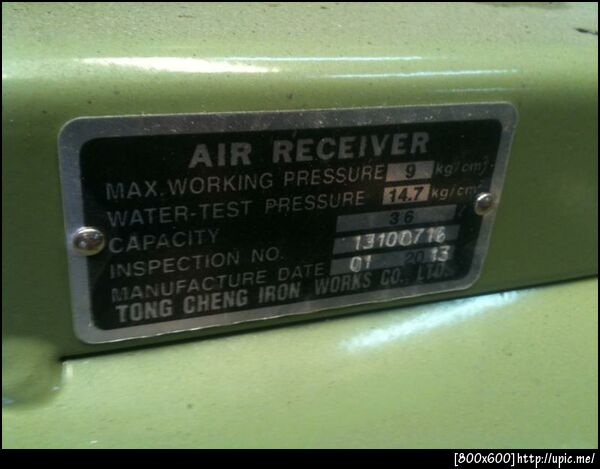 AIR RECEIVER
MAX. WORKING PRESSURE 9 kg/cm²
WATER-TEST PRESSURE 14.7 kg/cm²
CAPACITY 36
INSPECTION NO. 13100716
MANUFACTURE DATE 01 2013
TONG CHENG IRON WORKS CO., LTD.
[800x600]http://upic.me/